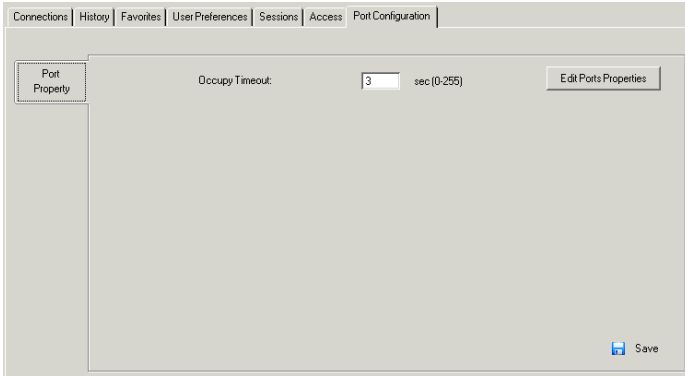 Connections History Favorites User Preferences Sessions Access Port Configuration
Port Property
Occupy Timeout: 3 sec (0-255) Edit Ports Properties
Save